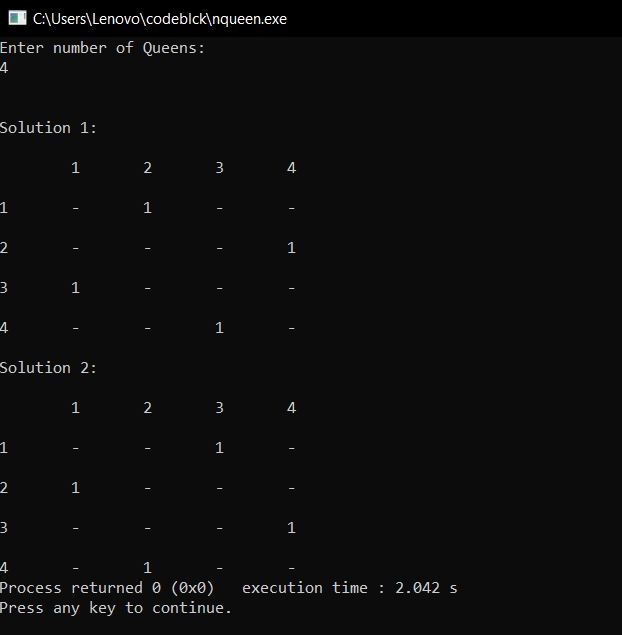 C:\Users\Lenovo\codeblck\nqueen.exe
Enter number of Queens:
4
Solution 1:
1 2 3 4
1 - 1 - -
2 - - - 1
3 1 - - -
4 - - 1 -
Solution 2:
1 2 3 4
1 - - 1 -
2 1 - - -
3 - - - 1
4 - 1 - -
Process returned 0 (0x0)   execution time : 2.042 s
Press any key to continue.